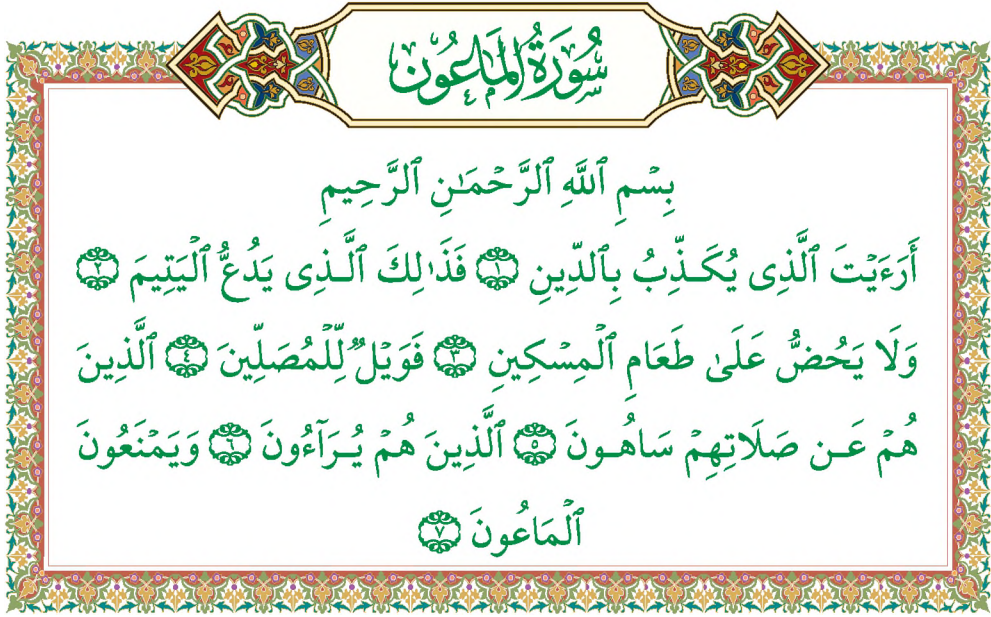 سُورَةُ الْمَاعُون
بِسْمِ ٱللَّهِ ٱلرَّحْمَـٰنِ ٱلرَّحِيمِ
أَرَءَيْتَ ٱلَّذِى يُكَذِّبُ بِٱلدِّينِ ١ فَذَٰلِكَ ٱلَّذِى يَدُعُّ ٱلْيَتِيمَ ٢
وَلَا يَحُضُّ عَلَىٰ طَعَامِ ٱلْمِسْكِينِ ٣ فَوَيْلٌ لِّلْمُصَلِّينَ ٤ ٱلَّذِينَ
هُمْ عَن صَلَاتِهِمْ سَاهُونَ ٥ ٱلَّذِينَ هُمْ يُرَآءُونَ ٦ وَيَمْنَعُونَ
ٱلْمَاعُونَ ٧